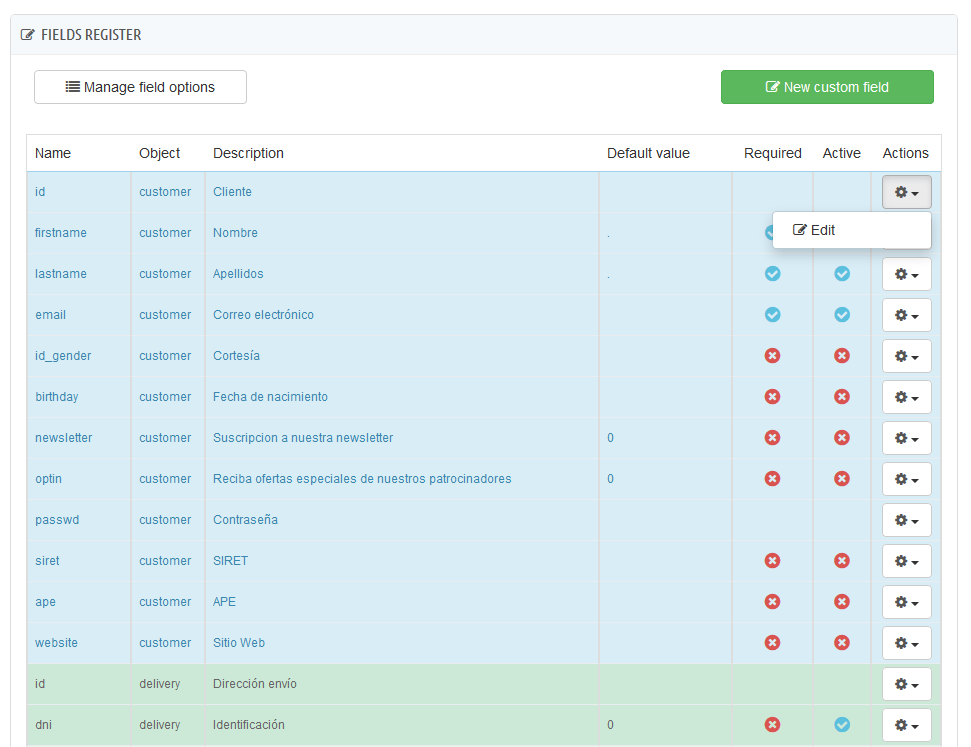 FIELDS REGISTER
Manage field options New custom field
Name Object Description Default value Required Active Actions
id customer Cliente
firstname customer Nombre .
Edit
lastname customer Apellidos .
email customer Correo electrónico
id_gender customer Cortesía
birthday customer Fecha de nacimiento
newsletter customer Suscripcion a nuestra newsletter 0
optin customer Reciba ofertas especiales de nuestros patrocinadores 0
passwd customer Contraseña
siret customer SIRET
ape customer APE
website customer Sitio Web
id delivery Dirección envío
dni delivery Identificación 0